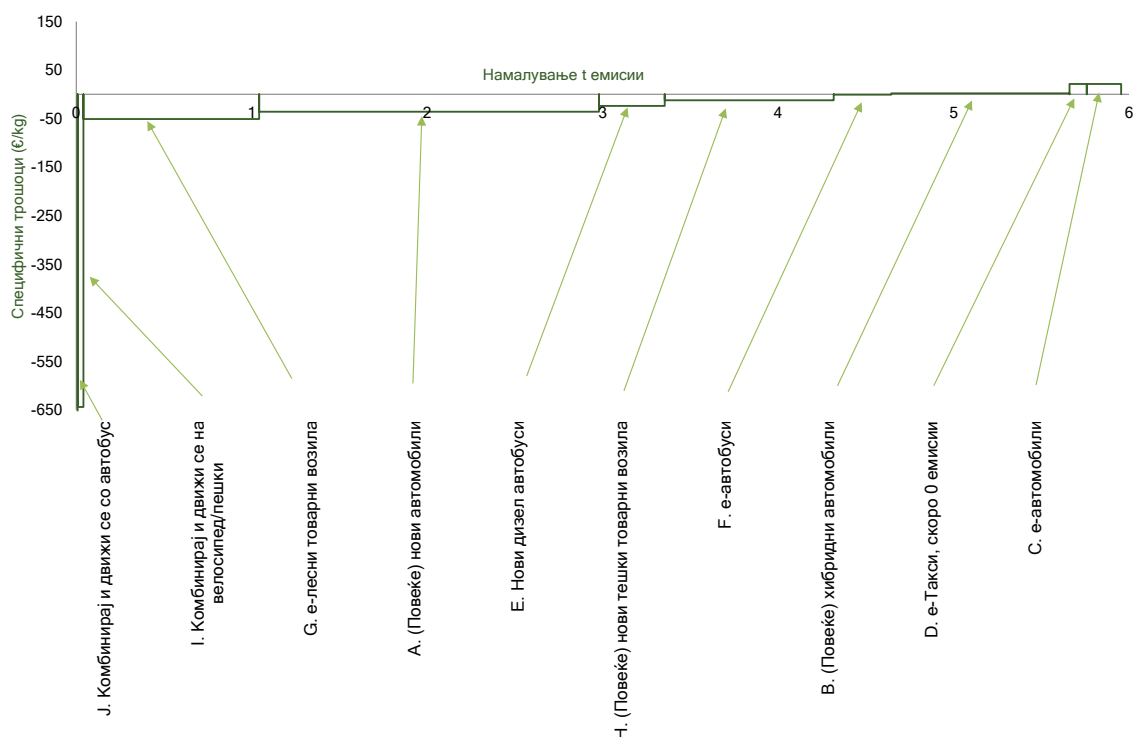 150
50
-50
-150
-250
-350
-450
-550
-650
Специфични трошоци (€/kg)
Намалување t емисии
0
1
2
3
4
5
6
J. Комбинирај и движи се со автобус
I. Комбинирај и движи се на
велосипед/пешки
G. е-лесни товарни возила
A. (Повеќе) нови автомобили
E. Нови дизел автобуси
H. (Повеќе) нови тешки товарни возила
F. е-автобуси
B. (Повеќе) хибридни автомобили
D. е-Такси, скоро 0 емисии
C. е-автомобили